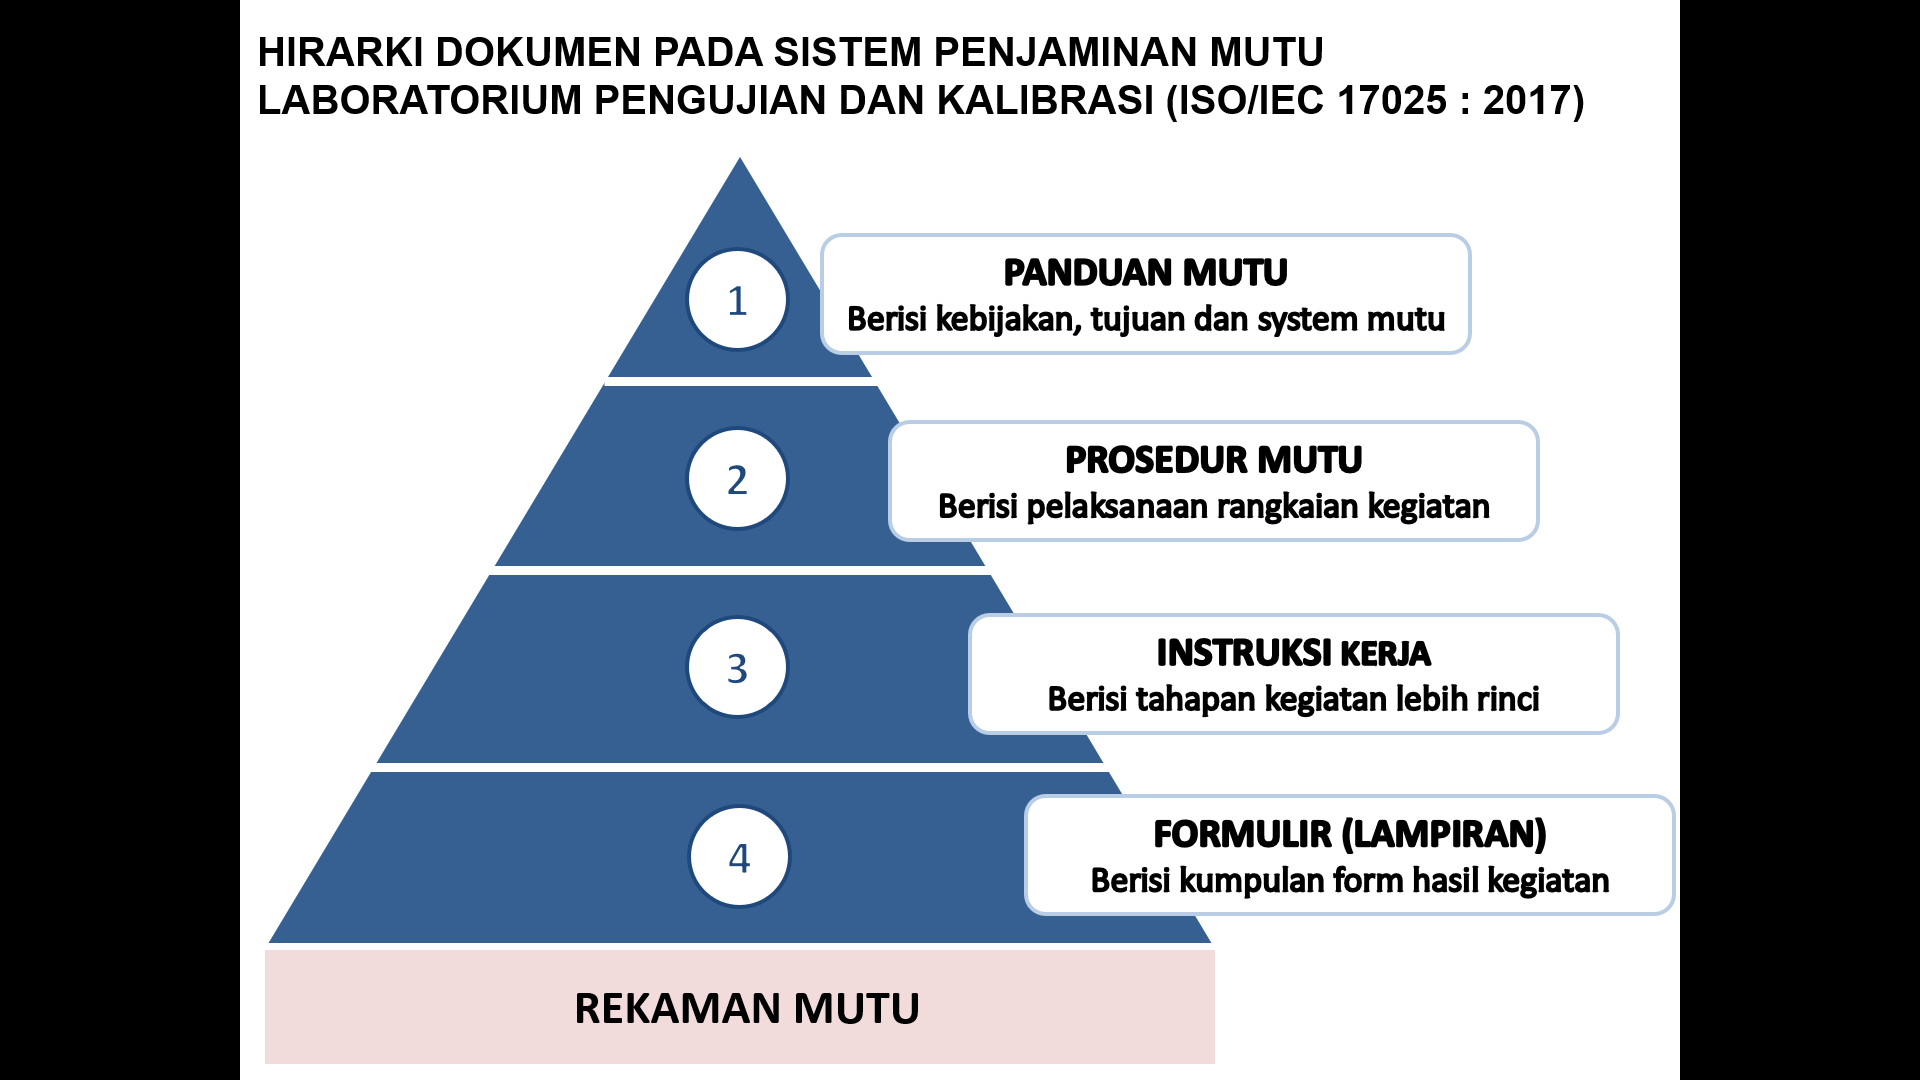 HIRARKI DOKUMEN PADA SISTEM PENJAMINAN MUTU
LABORATORIUM PENGUJIAN DAN KALIBRASI (ISO/IEC 17025 : 2017)
1
PANDUAN MUTU
Berisi kebijakan, tujuan dan system mutu
2
PROSEDUR MUTU
Berisi pelaksanaan rangkaian kegiatan
3
INSTRUKSI KERJA
Berisi tahapan kegiatan lebih rinci
4
FORMULIR (LAMPIRAN)
Berisi kumpulan form hasil kegiatan
REKAMAN MUTU